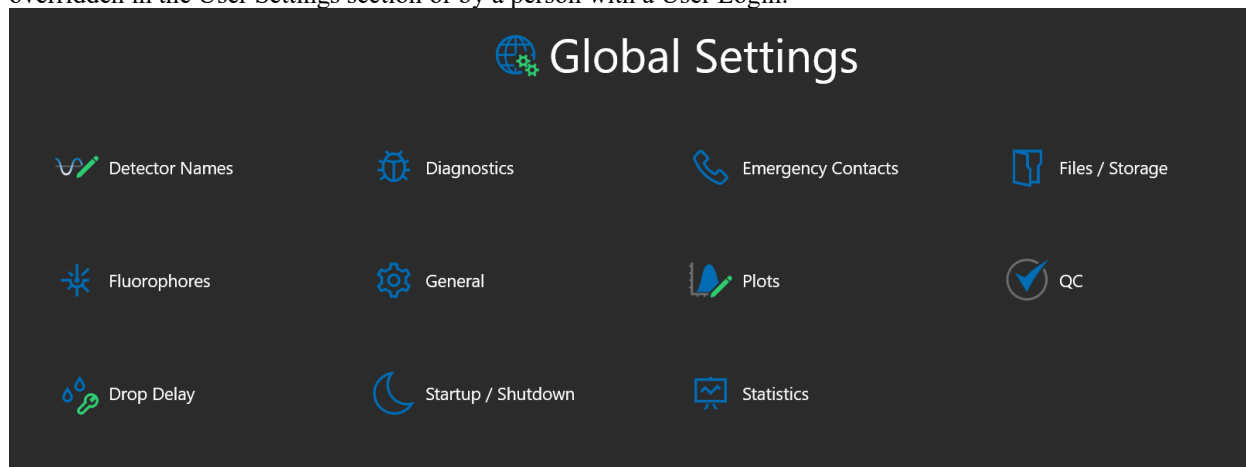 overridden in the User Settings section or by a person with a User Login.
Global Settings
Detector Names
Diagnostics
Emergency Contacts
Files / Storage
Fluorophores
General
Plots
QC
Drop Delay
Startup / Shutdown
Statistics